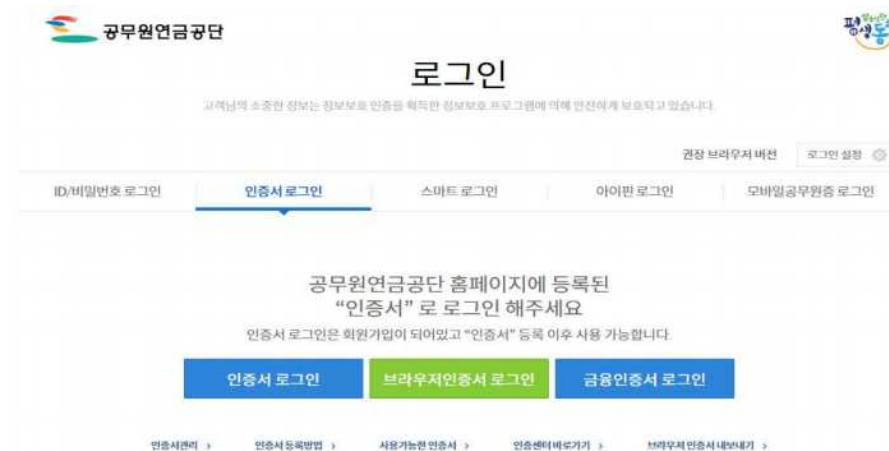 공무원연금공단
평생
로그인
고객님의 소중한 정보는 정보보호 인증을 획득한 정보보호 프로그램에 의해 안전하게 보호되고 있습니다.
권장 브라우저 버전
로그인 설정
ID/비밀번호 로그인
인증서 로그인
스마트 로그인
아이핀 로그인
모바일공무원증 로그인
공무원연금공단 홈페이지에 등록된
“인증서” 로 로그인 해주세요
인증서 로그인은 회원가입이 되어있고 “인증서” 등록 이후 사용 가능합니다.
인증서 로그인
브라우저인증서 로그인
금융인증서 로그인
인증서관리 >
인증서 등록방법 >
사용가능한 인증서 >
인증센터 바로가기 >
브라우저 인증서 내보내기 >